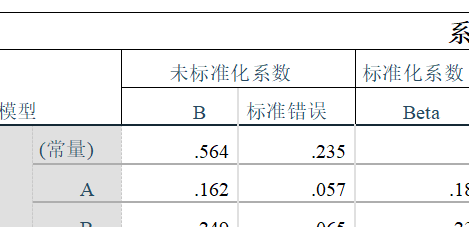 系
未标准化系数 标准化系数
模型 B 标准错误 Beta
(常量) .564 .235
A .162 .057 .18